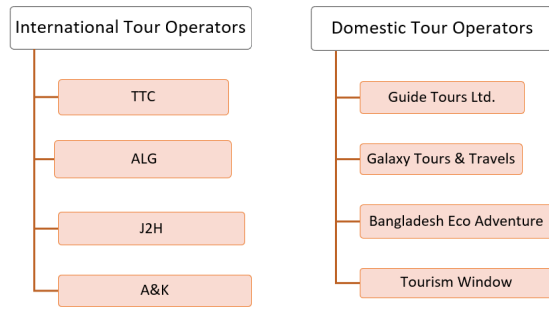 International Tour Operators
TTC
ALG
J2H
A&K
Domestic Tour Operators
Guide Tours Ltd.
Galaxy Tours & Travels
Bangladesh Eco Adventure
Tourism Window